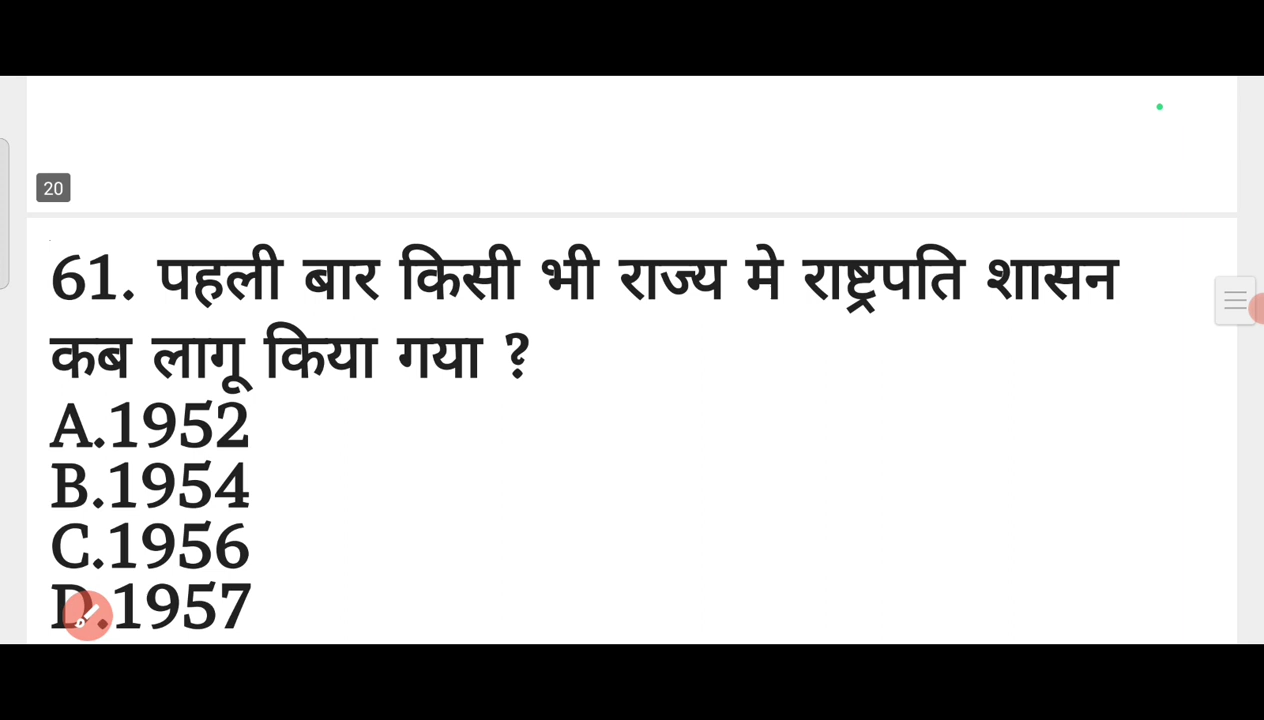 20
61. पहली बार किसी भी राज्य मे राष्ट्रपति शासन
कब लागू किया गया ?
A.1952
B.1954
C.1956
D.1957